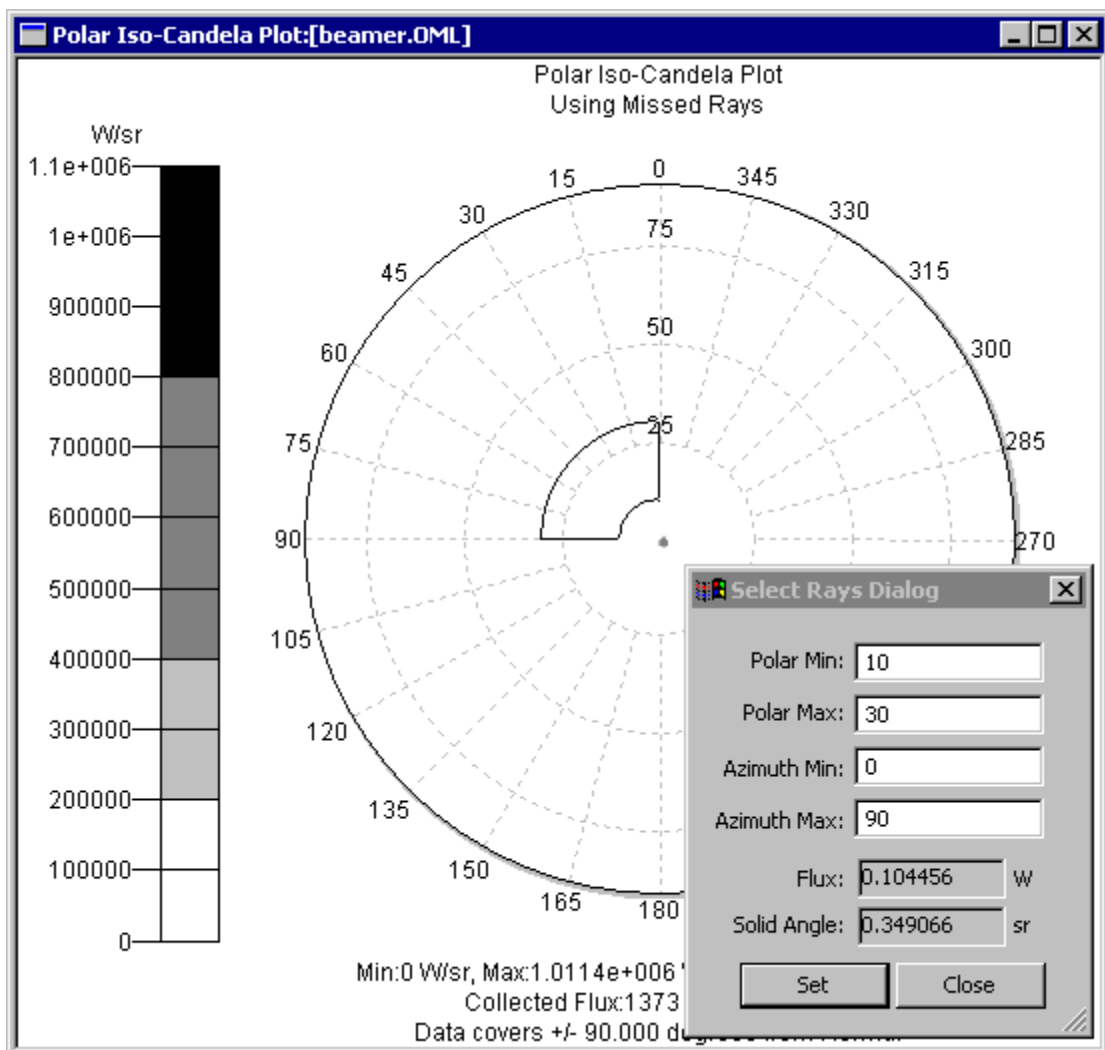 Polar Iso-Candela Plot:[beamer.OML]
Polar Iso-Candela Plot
Using Missed Rays
W/sr
1.1e+006
1e+006
900000
800000
700000
600000
500000
400000
300000
200000
100000
0
0
15
345
30
330
45
315
60
300
75
285
90
270
105
120
135
150
165
180
75
50
25
Select Rays Dialog
Polar Min: 10
Polar Max: 30
Azimuth Min: 0
Azimuth Max: 90
Flux: 0.104456 W
Solid Angle: 0.349066 sr
Set Close
Min:0 W/sr, Max:1.0114e+006
Collected Flux:1373
Data covers +/- 90.000